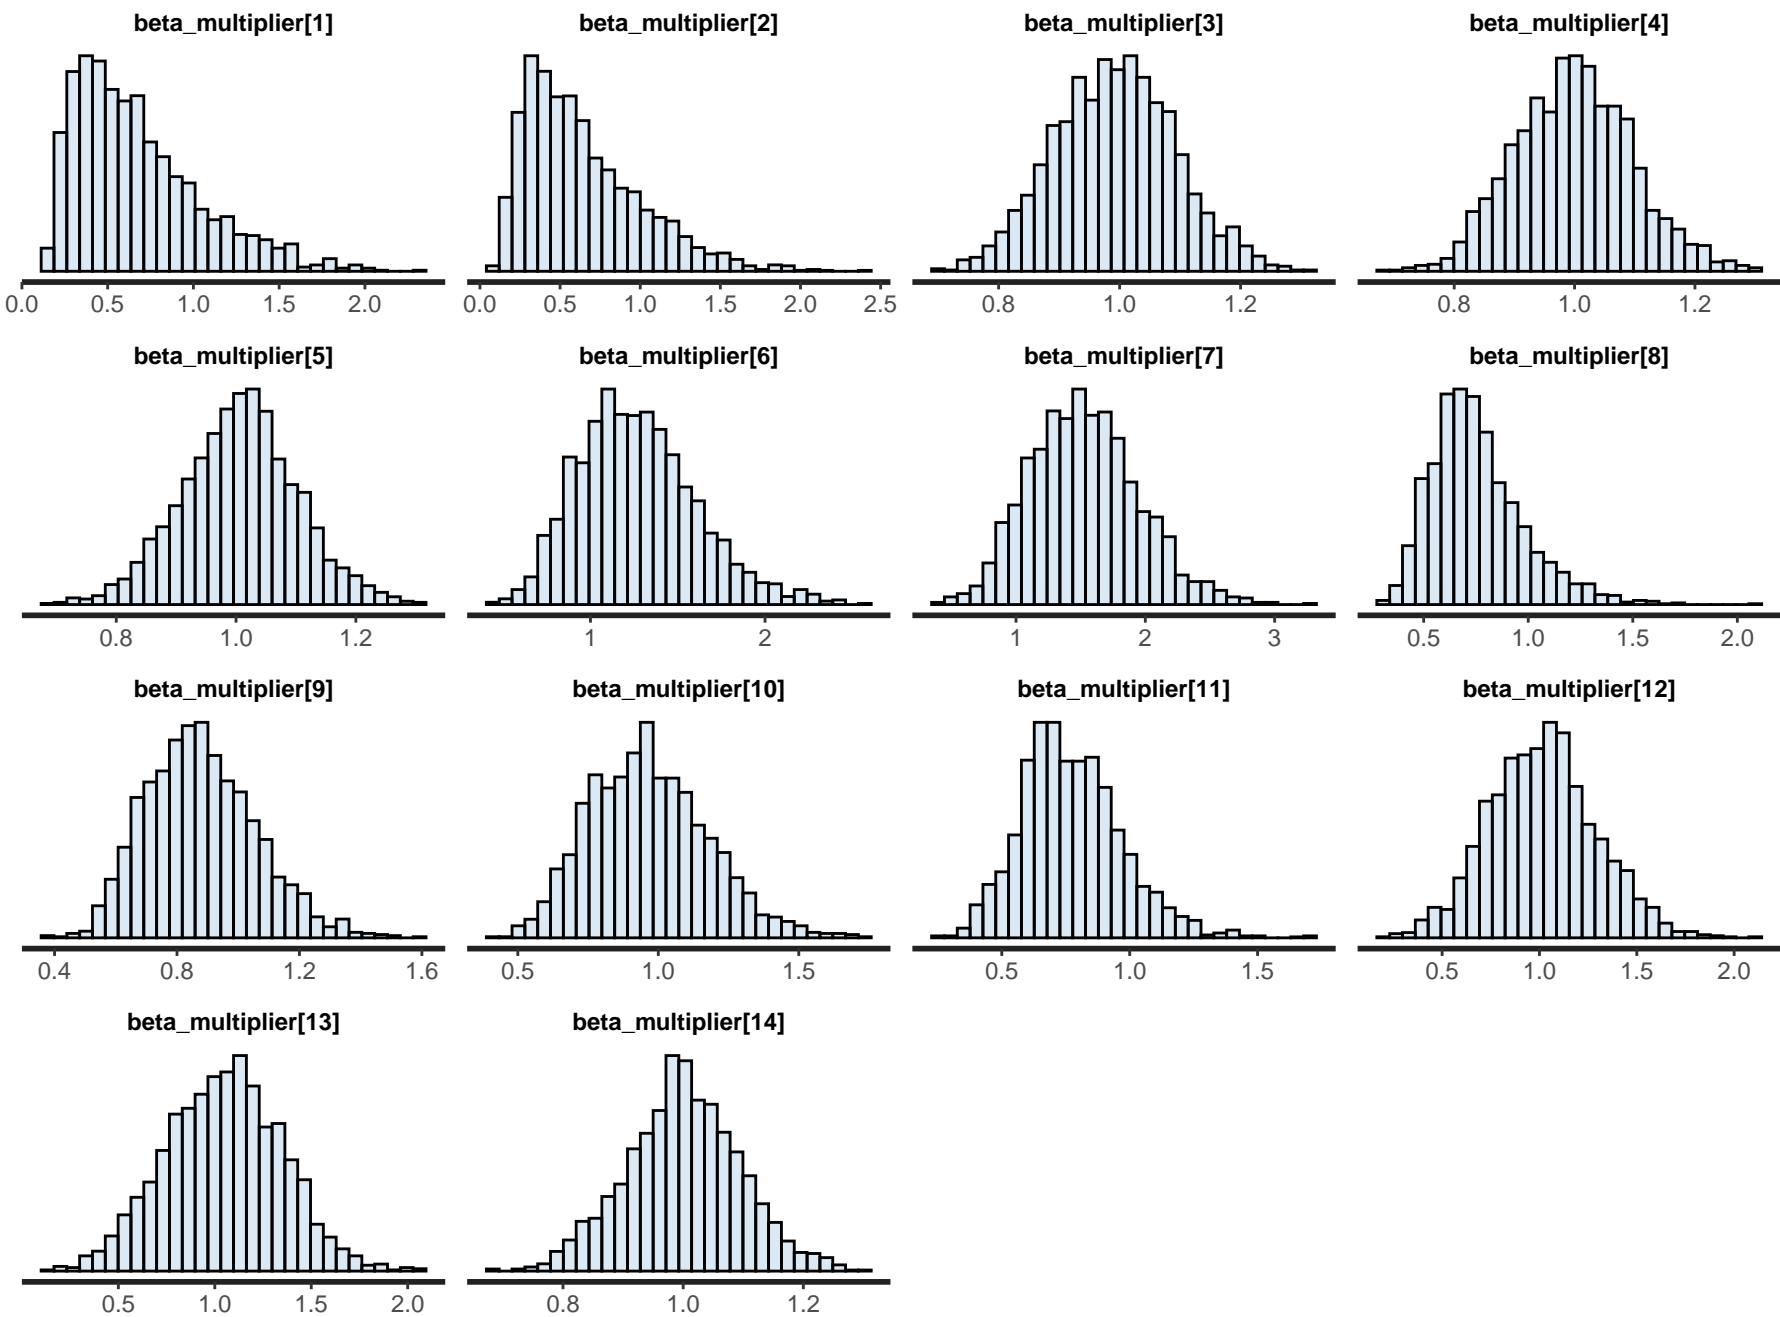 beta_multiplier[1] beta_multiplier[2] beta_multiplier[3] beta_multiplier[4]
0.0 0.5 1.0 1.5 2.0 0.0 0.5 1.0 1.5 2.0 2.5 0.8 1.0 1.2 0.8 1.0 1.2
beta_multiplier[5] beta_multiplier[6] beta_multiplier[7] beta_multiplier[8]
0.8 1.0 1.2 1 2 1 2 3 0.5 1.0 1.5 2.0
beta_multiplier[9] beta_multiplier[10] beta_multiplier[11] beta_multiplier[12]
0.4 0.8 1.2 1.6 0.5 1.0 1.5 0.5 1.0 1.5 0.5 1.0 1.5 2.0
beta_multiplier[13] beta_multiplier[14]
0.5 1.0 1.5 2.0 0.8 1.0 1.2